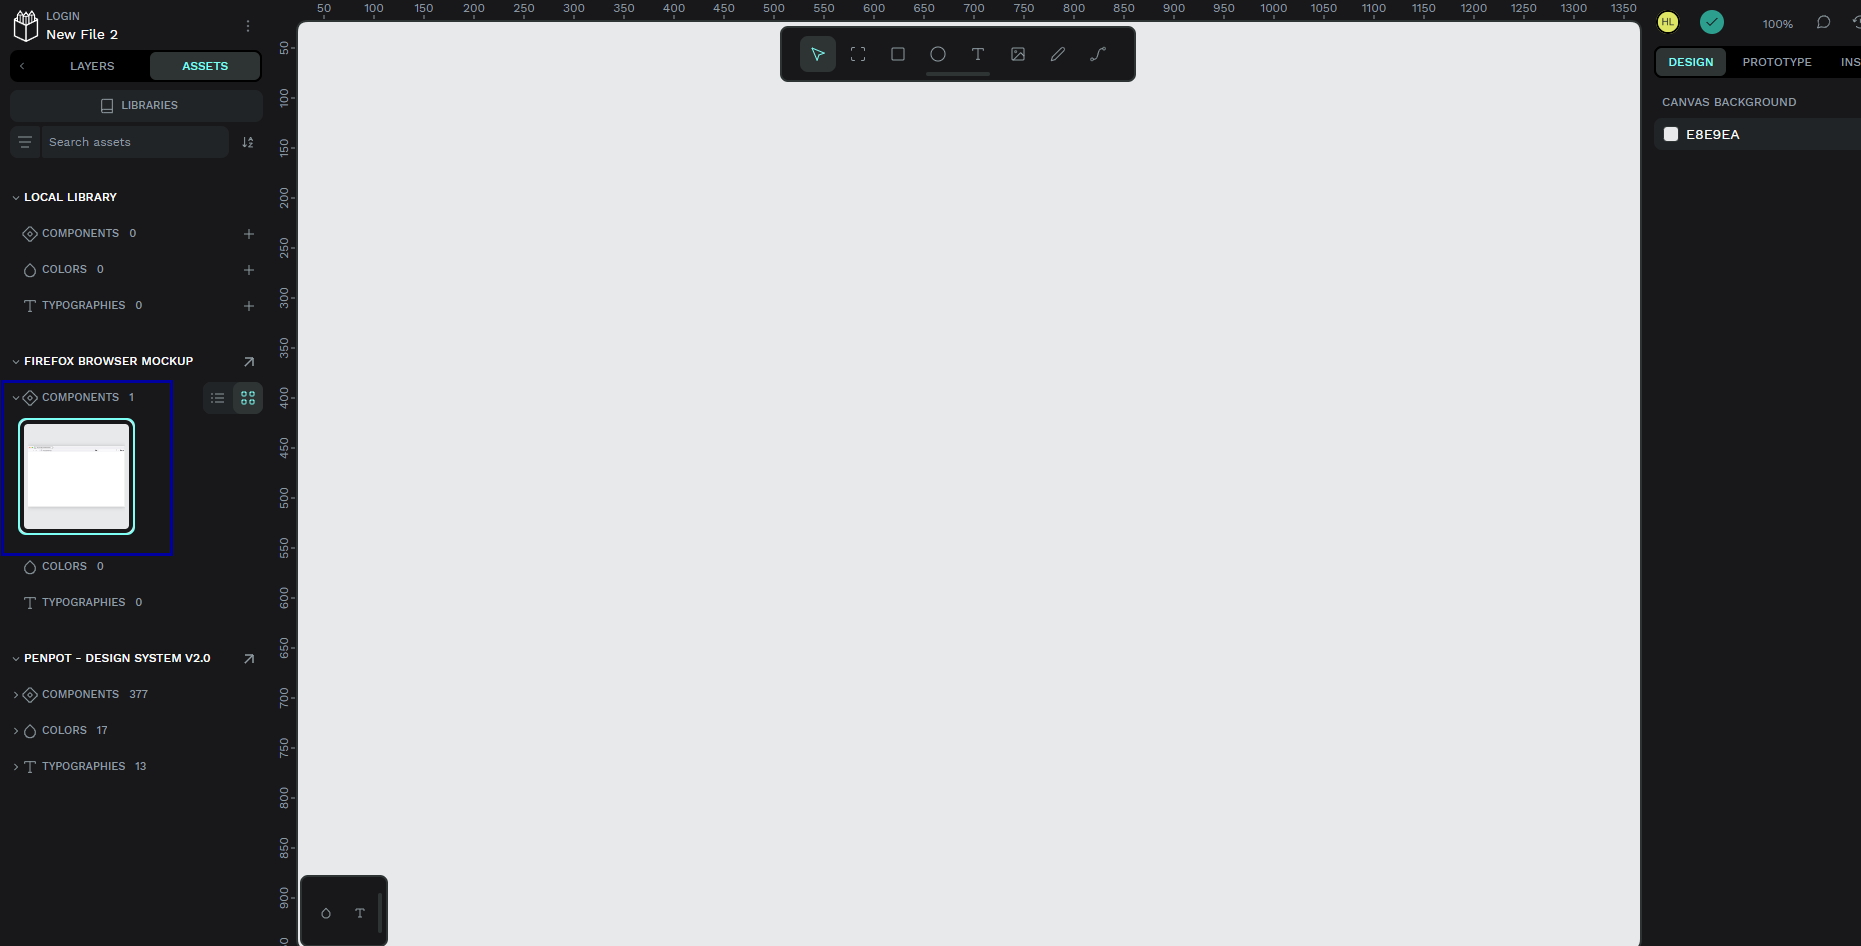 LOGIN
New File 2
LAYERS
ASSETS
LIBRARIES
Search assets
LOCAL LIBRARY
COMPONENTS 0
COLORS 0
TYPOGRAPHIES 0
FIREFOX BROWSER MOCKUP
COMPONENTS 1
COLORS 0
TYPOGRAPHIES 0
PENPOT - DESIGN SYSTEM V2.0
COMPONENTS 377
COLORS 17
TYPOGRAPHIES 13
50 100 150 200 250 300 350 400 450 500 550 600 650 700 750 800 850 900 950 1000 1050 1100 1150 1200 1250 1300 1350
50
100
150
200
250
300
350
400
450
500
550
600
650
700
750
800
850
900
HL
100%
DESIGN
PROTOTYPE
INS
CANVAS BACKGROUND
E8E9EA